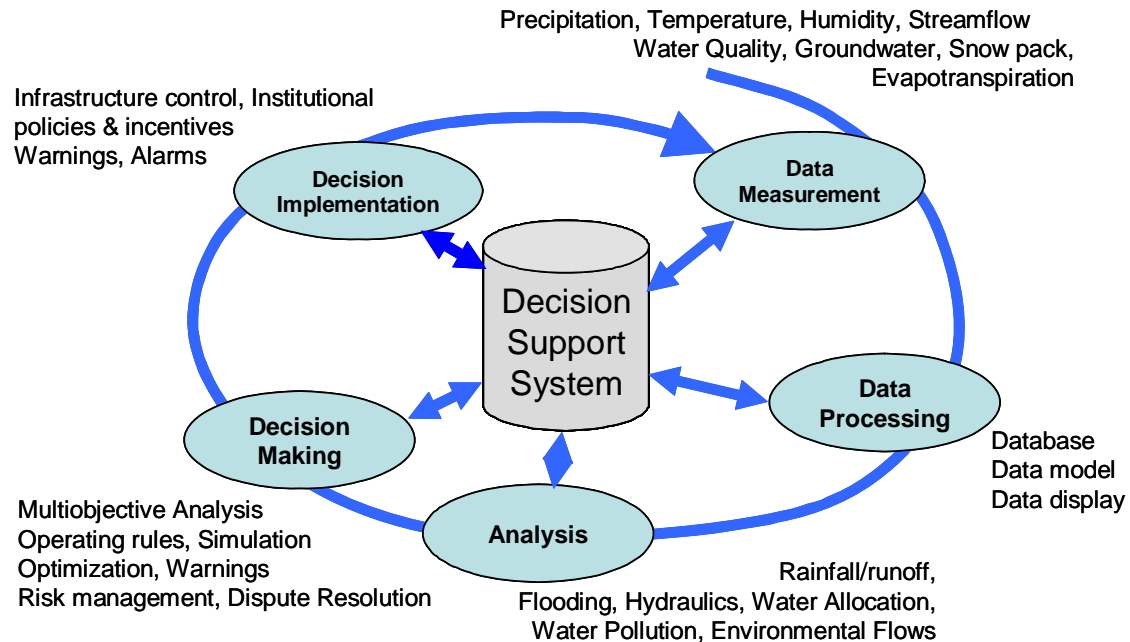 Precipitation, Temperature, Humidity, Streamflow
Water Quality, Groundwater, Snow pack,
Evapotranspiration
Infrastructure control, Institutional
policies & incentives
Warnings, Alarms
Decision
Implementation
Data
Measurement
Decision
Support
System
Data
Processing
Database
Data model
Data display
Decision
Making
Multiobjective Analysis
Operating rules, Simulation
Optimization, Warnings
Risk management, Dispute Resolution
Analysis
Rainfall/runoff,
Flooding, Hydraulics, Water Allocation,
Water Pollution, Environmental Flows